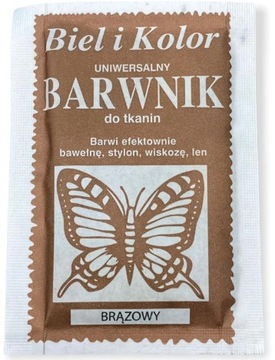 Biel i Kolor
UNIWERSALNY
BARWNIK
do tkanin
Barwi efektownie
bawełnę, stylon, wiskozę, len
BRĄZOWY